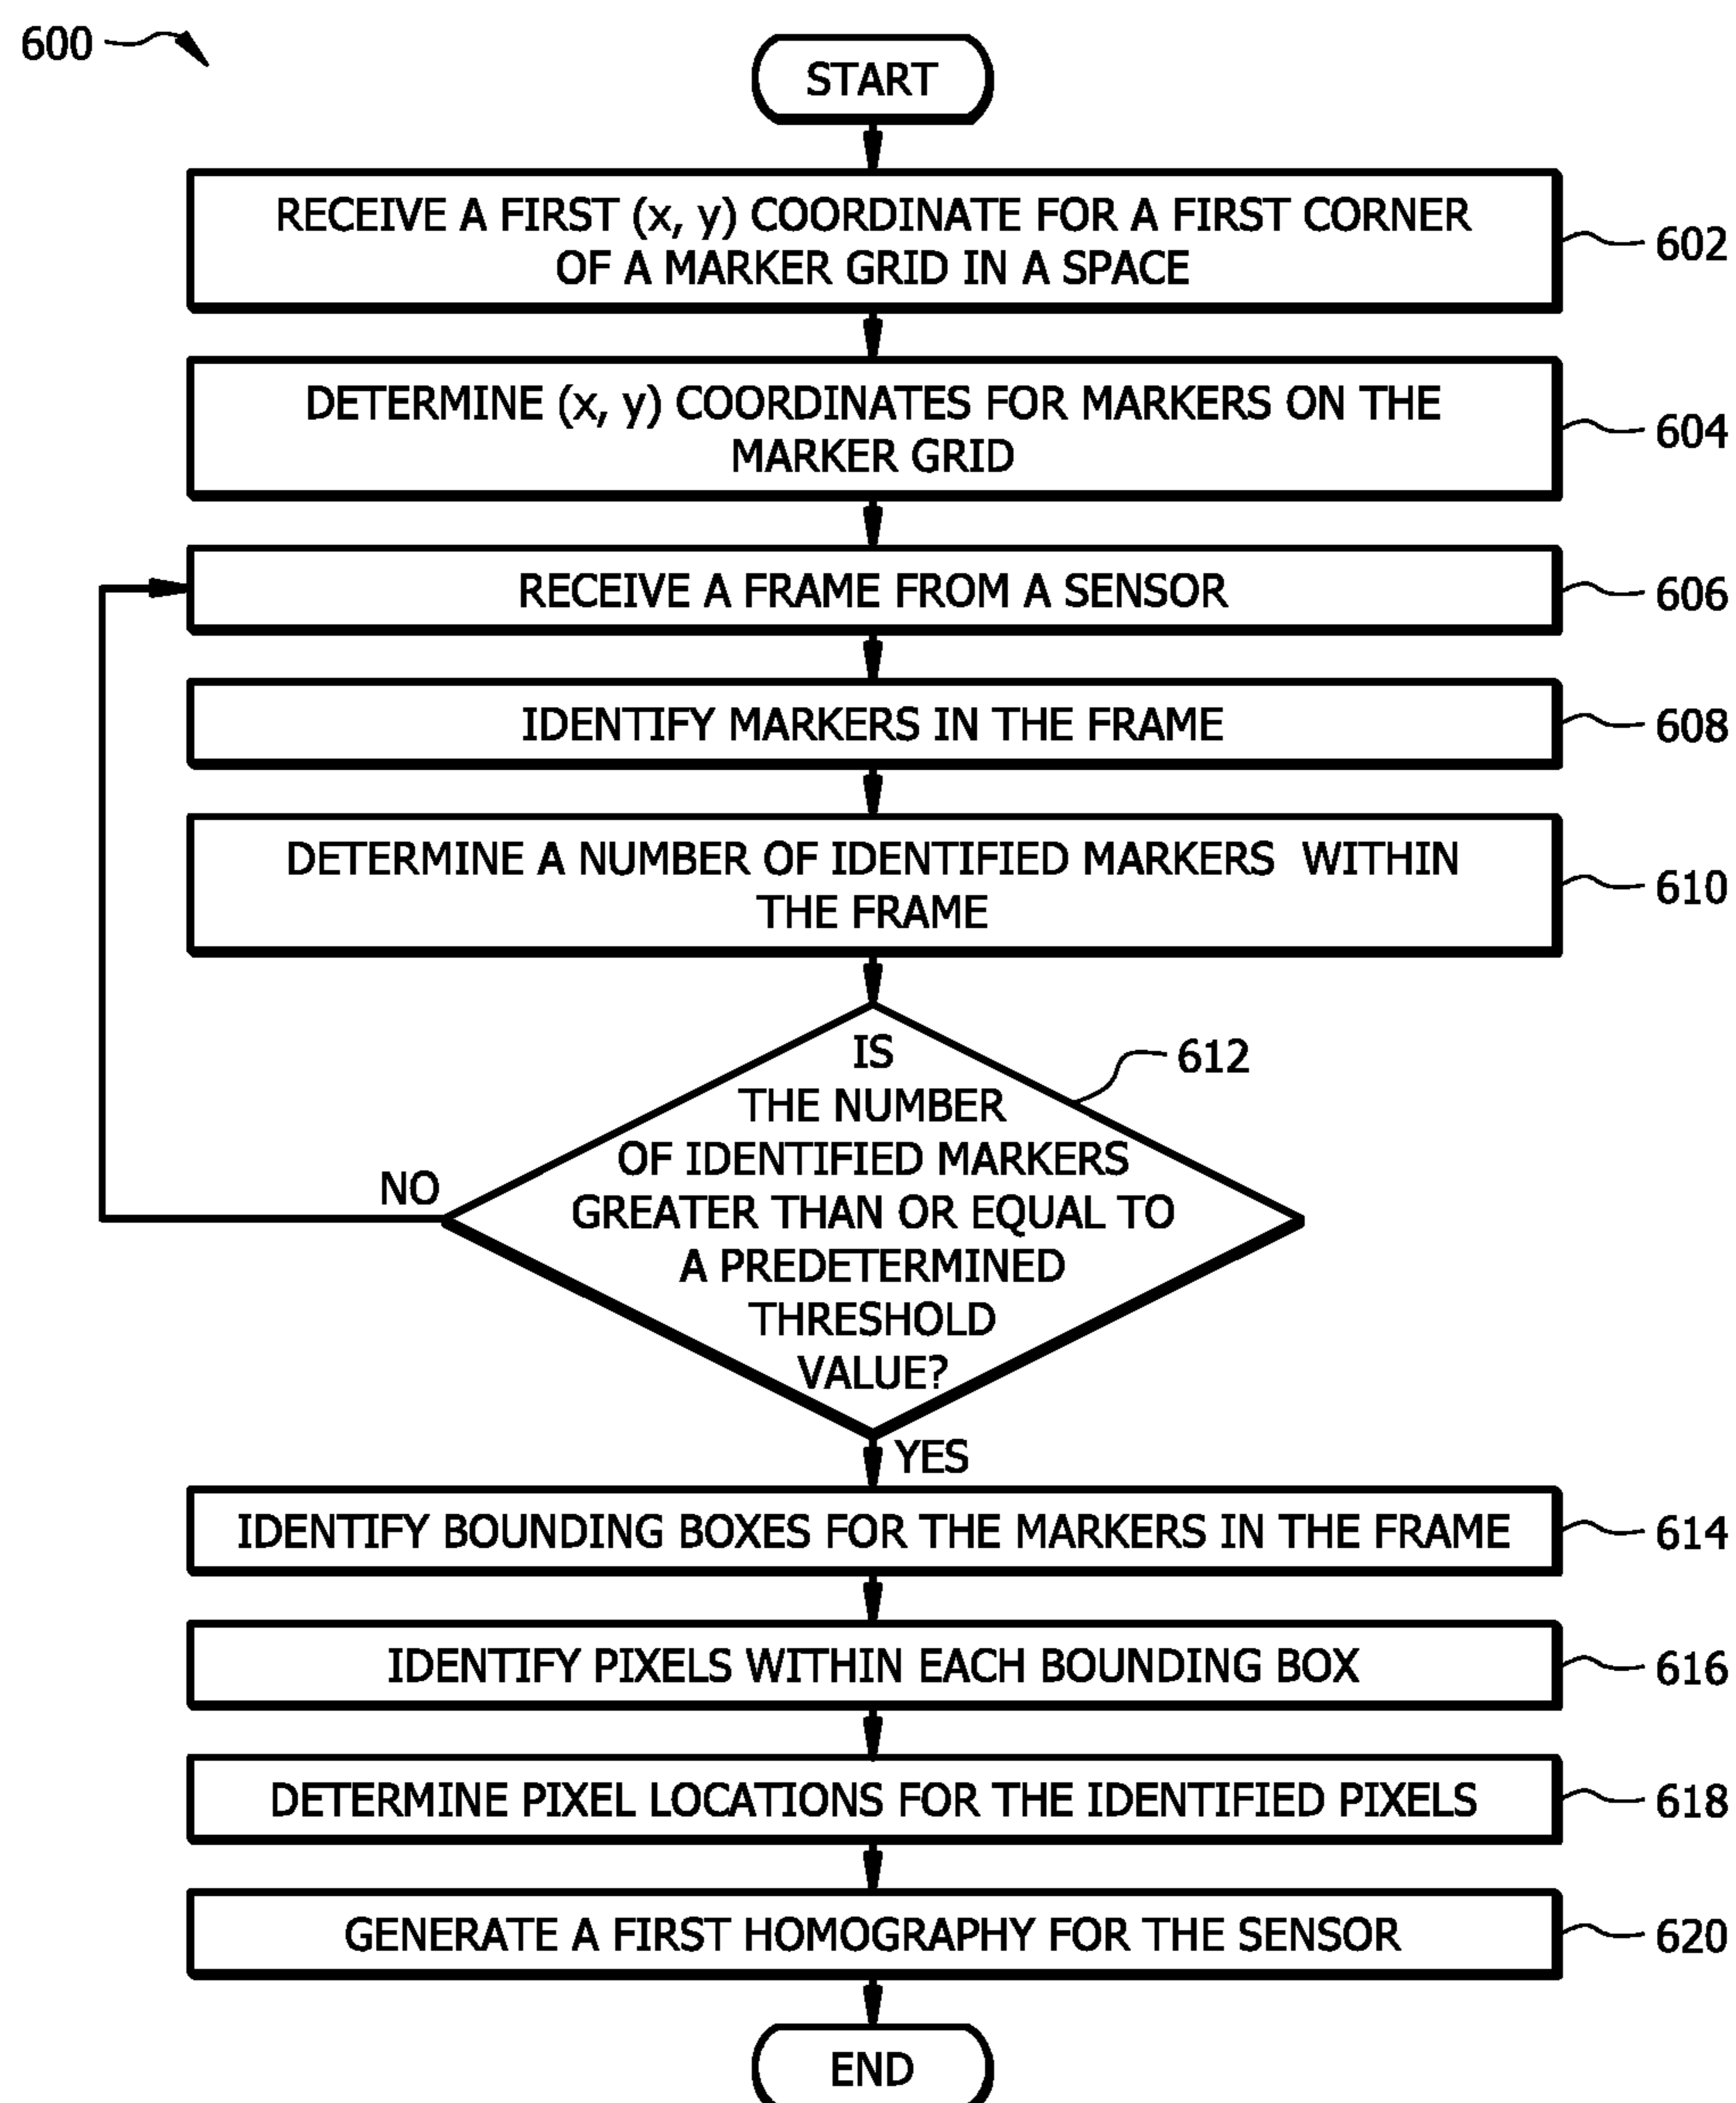 600
START
RECEIVE A FIRST (x, y) COORDINATE FOR A FIRST CORNER
OF A MARKER GRID IN A SPACE
602
DETERMINE (x, y) COORDINATES FOR MARKERS ON THE
MARKER GRID
604
RECEIVE A FRAME FROM A SENSOR
606
IDENTIFY MARKERS IN THE FRAME
608
DETERMINE A NUMBER OF IDENTIFIED MARKERS WITHIN
THE FRAME
610
IS
THE NUMBER
OF IDENTIFIED MARKERS
GREATER THAN OR EQUAL TO
A PREDETERMINED
THRESHOLD
VALUE?
612
NO
YES
IDENTIFY BOUNDING BOXES FOR THE MARKERS IN THE FRAME
614
IDENTIFY PIXELS WITHIN EACH BOUNDING BOX
616
DETERMINE PIXEL LOCATIONS FOR THE IDENTIFIED PIXELS
618
GENERATE A FIRST HOMOGRAPHY FOR THE SENSOR
620
END